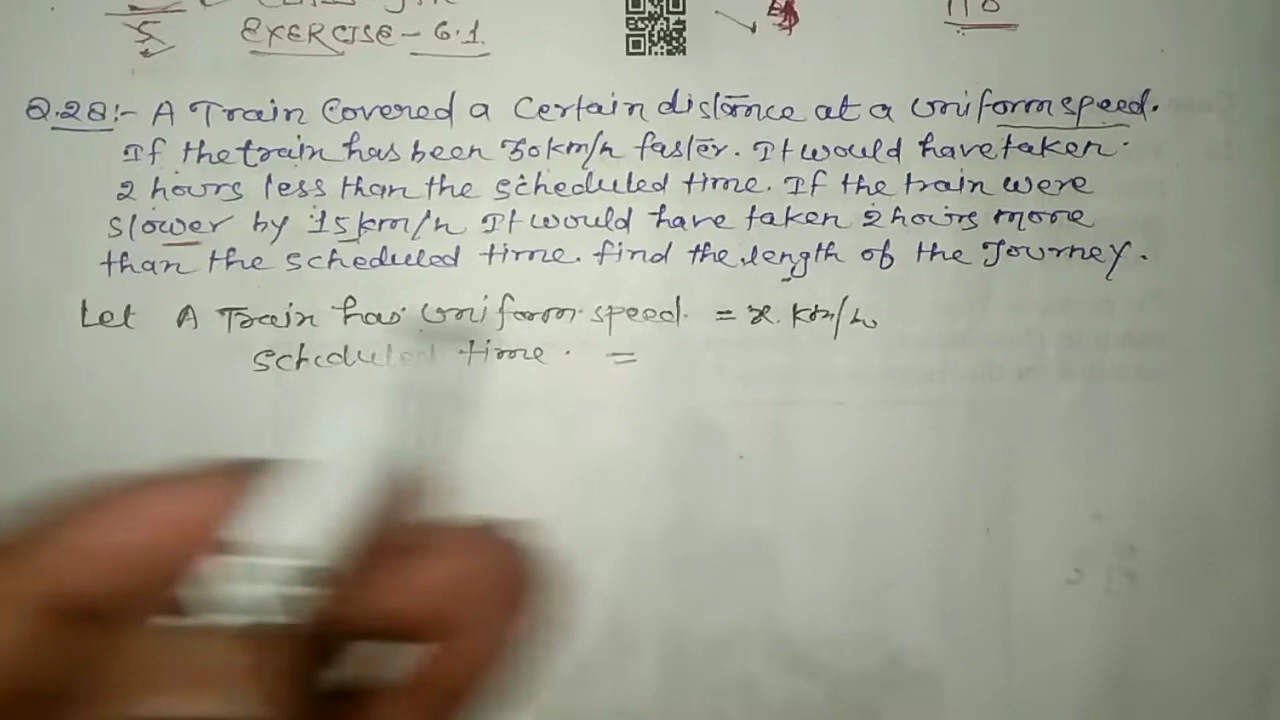 5
EXERCISE - 6.1.
110
Q.28:- A Train Covered a Certain distance at a Uniform speed.
If the train has been 30km/h faster. It would have taken.
2 hours less than the scheduled time. If the train were
slower by 15km/h It would have taken 2 hours more
than the scheduled time. find the length of the Journey.
Let A Train has Uniform speed. = x. km/h
Scheduled time. =